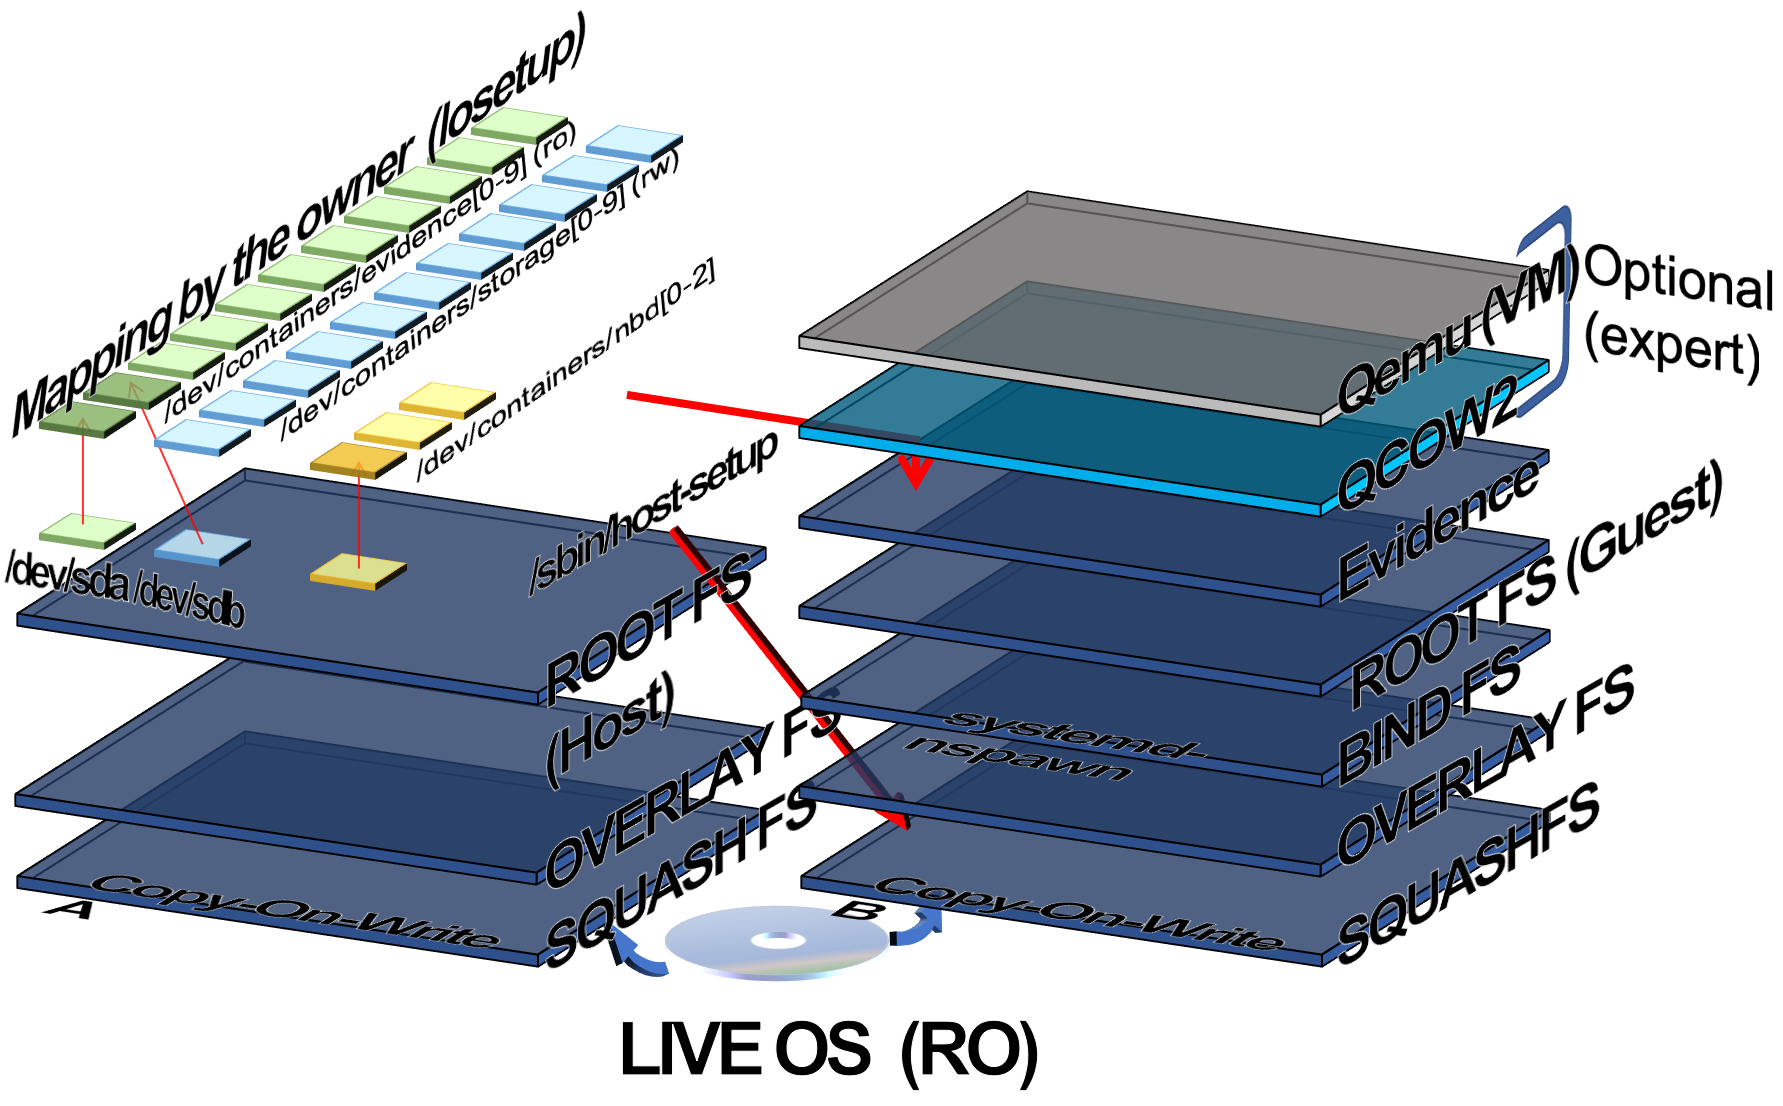 Mapping by the owner (losetup)
/dev/containers/evidence[0-9] (ro)
/dev/containers/storage[0-9] (rw)
/dev/containers/nbd[0-2]
/dev/sda
/dev/sdb
/sbin/host-setup
ROOT FS
(Host)
OVERLAY FS
SQUASH FS
Copy-On-Write
A
Qemu (VM)
QCOW2
Optional
(expert)
Evidence
ROOT FS (Guest)
BIND FS
systemd-
nspawn
OVERLAY FS
SQUASHFS
Copy-On-Write
B
LIVE OS (RO)